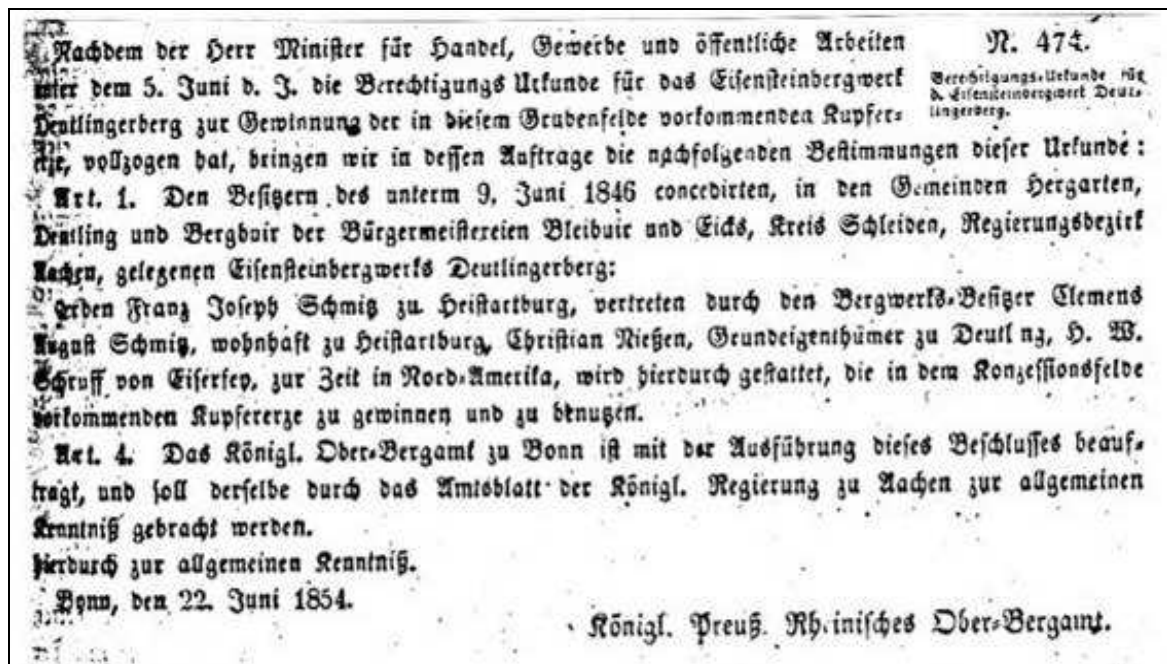 Nachdem der Herr Minister für Handel, Gewerbe und öffentliche Arbeiten
unter dem 5. Juni d. J. die Berechtigungs Urkunde für das Eisensteinbergwerk
Deutlingerberg zur Gewinnung der in diesem Grubenfelde vorkommenden Kupfer-
erze, vollzogen hat, bringen wir in dessen Auftrage die nachfolgenden Bestimmungen dieser Urkunde:
N. 474.
Berechtigungs-Urkunde für
d. Eisensteinbergwerk Deut-
lingerberg.
Art. 1. Den Besitzern des unterm 9. Juni 1846 concedirten, in den Gemeinden Hergarten,
Deutling und Bergbuir der Bürgermeistereien Bleibuir und Eicks, Kreis Schleiden, Regierungsbezirk
Aachen, gelegenen Eisensteinbergwerks Deutlingerberg:
Erben Franz Joseph Schmitz zu Heistartburg, vertreten durch den Bergwerks-Besitzer Clemens
August Schmitz, wohnhaft zu Heistartburg, Christian Nießen, Grundeigenthümer zu Deutl ng, H. W.
Schruff von Eiserfey, zur Zeit in Nord-Amerika, wird hierdurch gestattet, die in dem Konzessionsfelde
vorkommenden Kupfererze zu gewinnen und zu benutzen.
Art. 4. Das Königl. Ober-Bergamt zu Bonn ist mit der Ausführung dieses Beschlusses beauf-
tragt, und soll derselbe durch das Amtsblatt der Königl. Regierung zu Aachen zur allgemeinen
Kenntniß gebracht werden.
hierdurch zur allgemeinen Kenntniß.
Bonn, den 22. Juni 1854.
Königl. Preuß. Rh.inisches Ober-Bergamt.